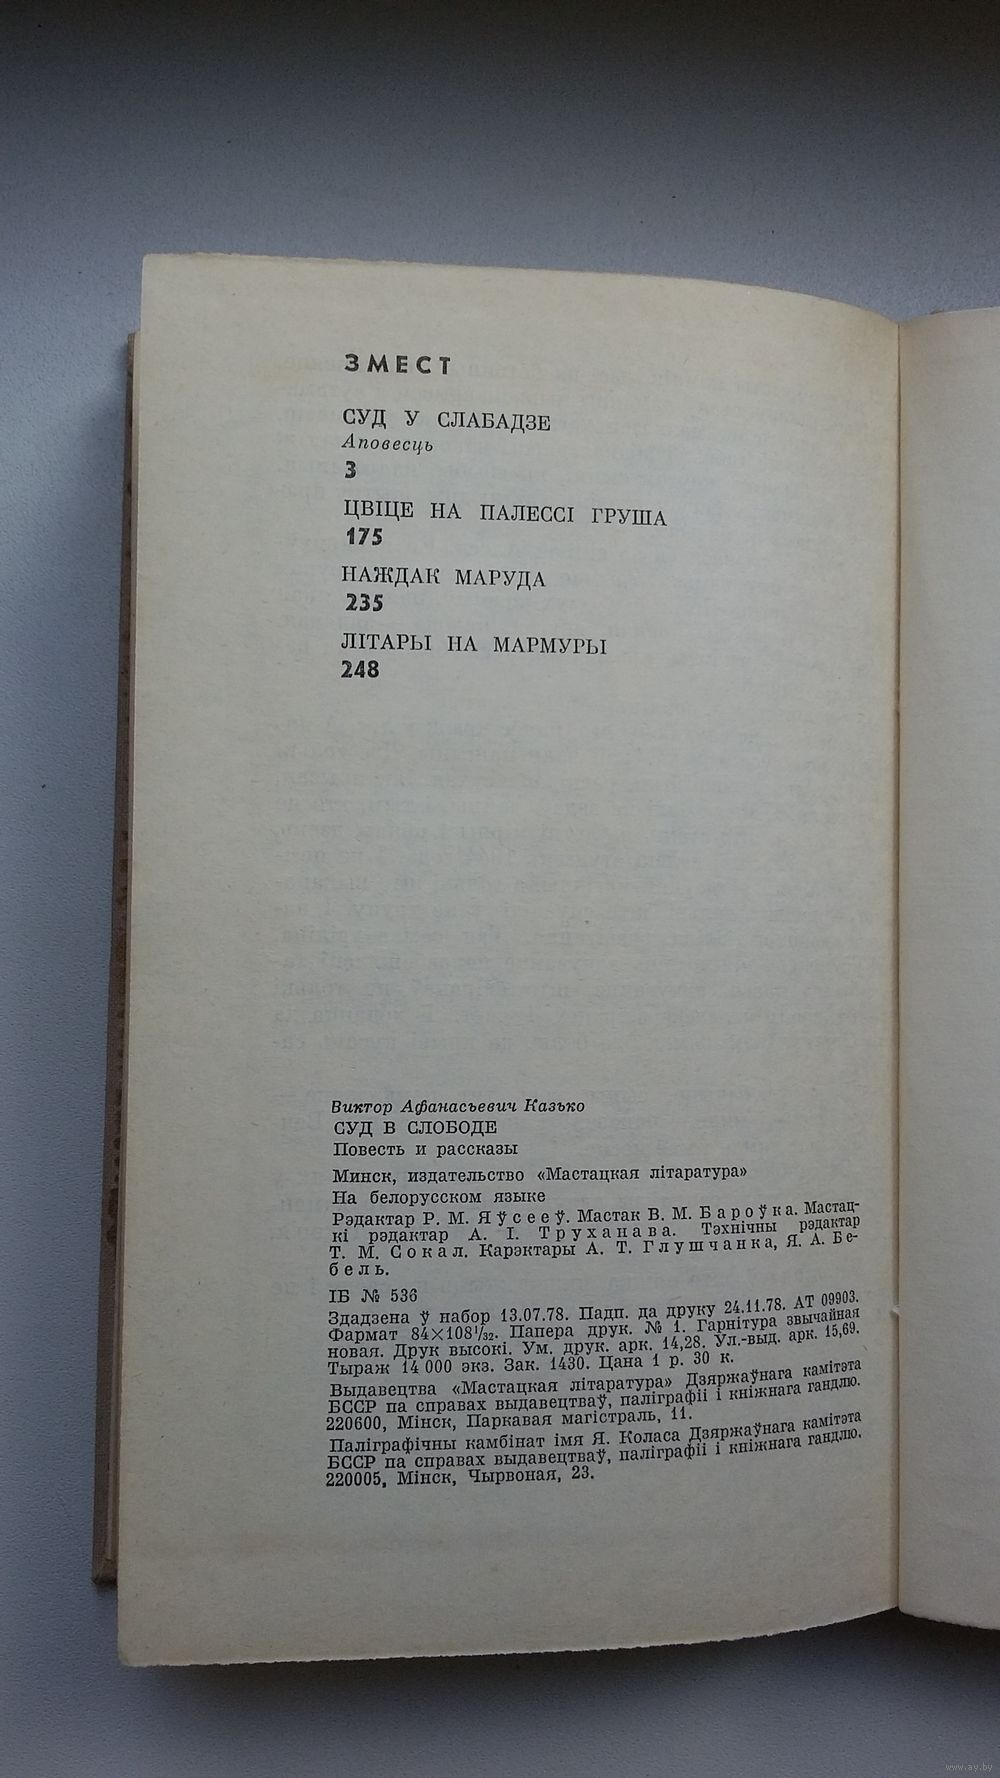 ЗМЕСТ
СУД У СЛАБАДЗЕ
Аповесць
3
ЦВІЦЕ НА ПАЛЕССІ ГРУША
175
НАЖДАК МАРУДА
235
ЛІТАРЫ НА МАРМУРЫ
248
Виктор Афанасьевич Казько
СУД В СЛОБОДЕ
Повесть и рассказы
Минск, издательство «Мастацкая літаратура»
На белорусском языке
Рэдактар Р. М. Яўсееў. Мастак В. М. Бароўка. Мастац-
кі рэдактар А. І. Труханава. Тэхнічны рэдактар
Т. М. Сокал. Карэктары А. Т. Глушчанка, Я. А. Бе-
бель.
ІБ № 536
Здадзена ў набор 13.07.78. Падп. да друку 24.11.78. АТ 09903.
Фармат 84×108¹/₃₂. Папера друк. № 1. Гарнітура звычайная
новая. Друк высокі. Ум. друк. арк. 14,28. Ул.-выд. арк. 15,69.
Тыраж 14 000 экз. Зак. 1430. Цана 1 р. 30 к.
Выдавецтва «Мастацкая літаратура» Дзяржаўнага камітэта
БССР па справах выдавецтваў, паліграфіі і кніжнага гандлю.
220600, Мінск, Паркавая магістраль, 11.
Паліграфічны камбінат імя Я. Коласа Дзяржаўнага камітэта
БССР па справах выдавецтваў, паліграфіі і кніжнага гандлю.
220005, Мінск, Чырвоная, 23.
www.ay.by